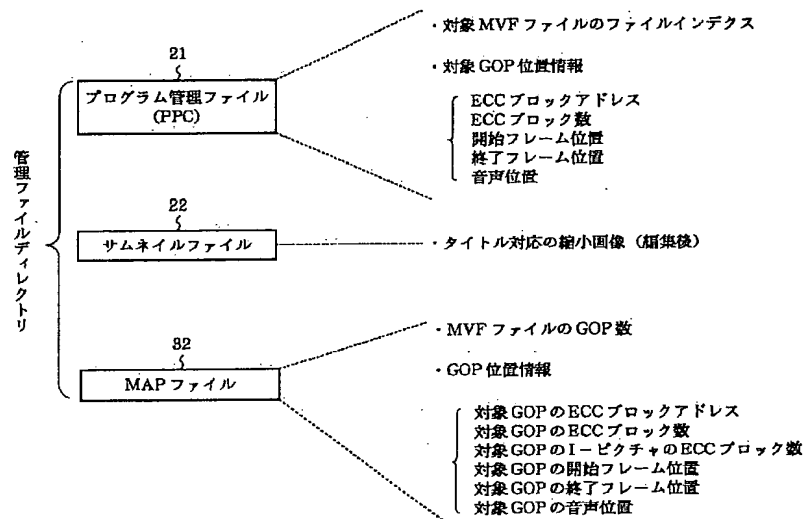 管理ファイルディレクトリ
21
プログラム管理ファイル
(PPC)
・対象 MVF ファイルのファイルインデクス
・対象 GOP 位置情報
ECC ブロックアドレス
ECC ブロック数
開始フレーム位置
終了フレーム位置
音声位置
22
サムネイルファイル
・タイトル対応の縮小画像（編集後）
32
MAP ファイル
・MVF ファイルの GOP 数
・GOP 位置情報
対象 GOP の ECC ブロックアドレス
対象 GOP の ECC ブロック数
対象 GOP の I－ピクチャの ECC ブロック数
対象 GOP の開始フレーム位置
対象 GOP の終了フレーム位置
対象 GOP の音声位置